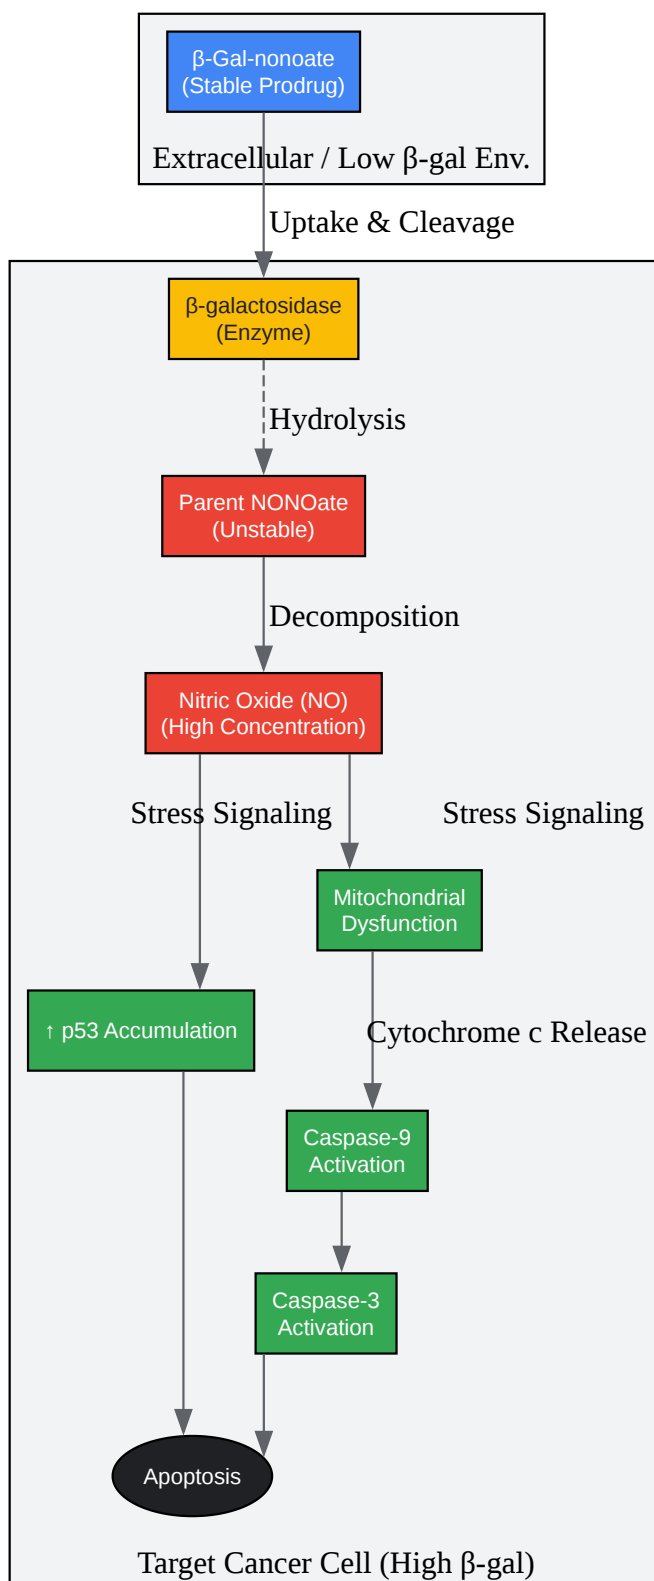 β-Gal-nonoate
(Stable Prodrug)
Extracellular / Low β-gal Env.
Uptake & Cleavage
β-galactosidase
(Enzyme)
Hydrolysis
Parent NONOate
(Unstable)
Decomposition
Nitric Oxide (NO)
(High Concentration)
Stress Signaling
Stress Signaling
Mitochondrial
Dysfunction
↑ p53 Accumulation
Cytochrome c Release
Caspase-9
Activation
Caspase-3
Activation
Apoptosis
Target Cancer Cell (High β-gal)